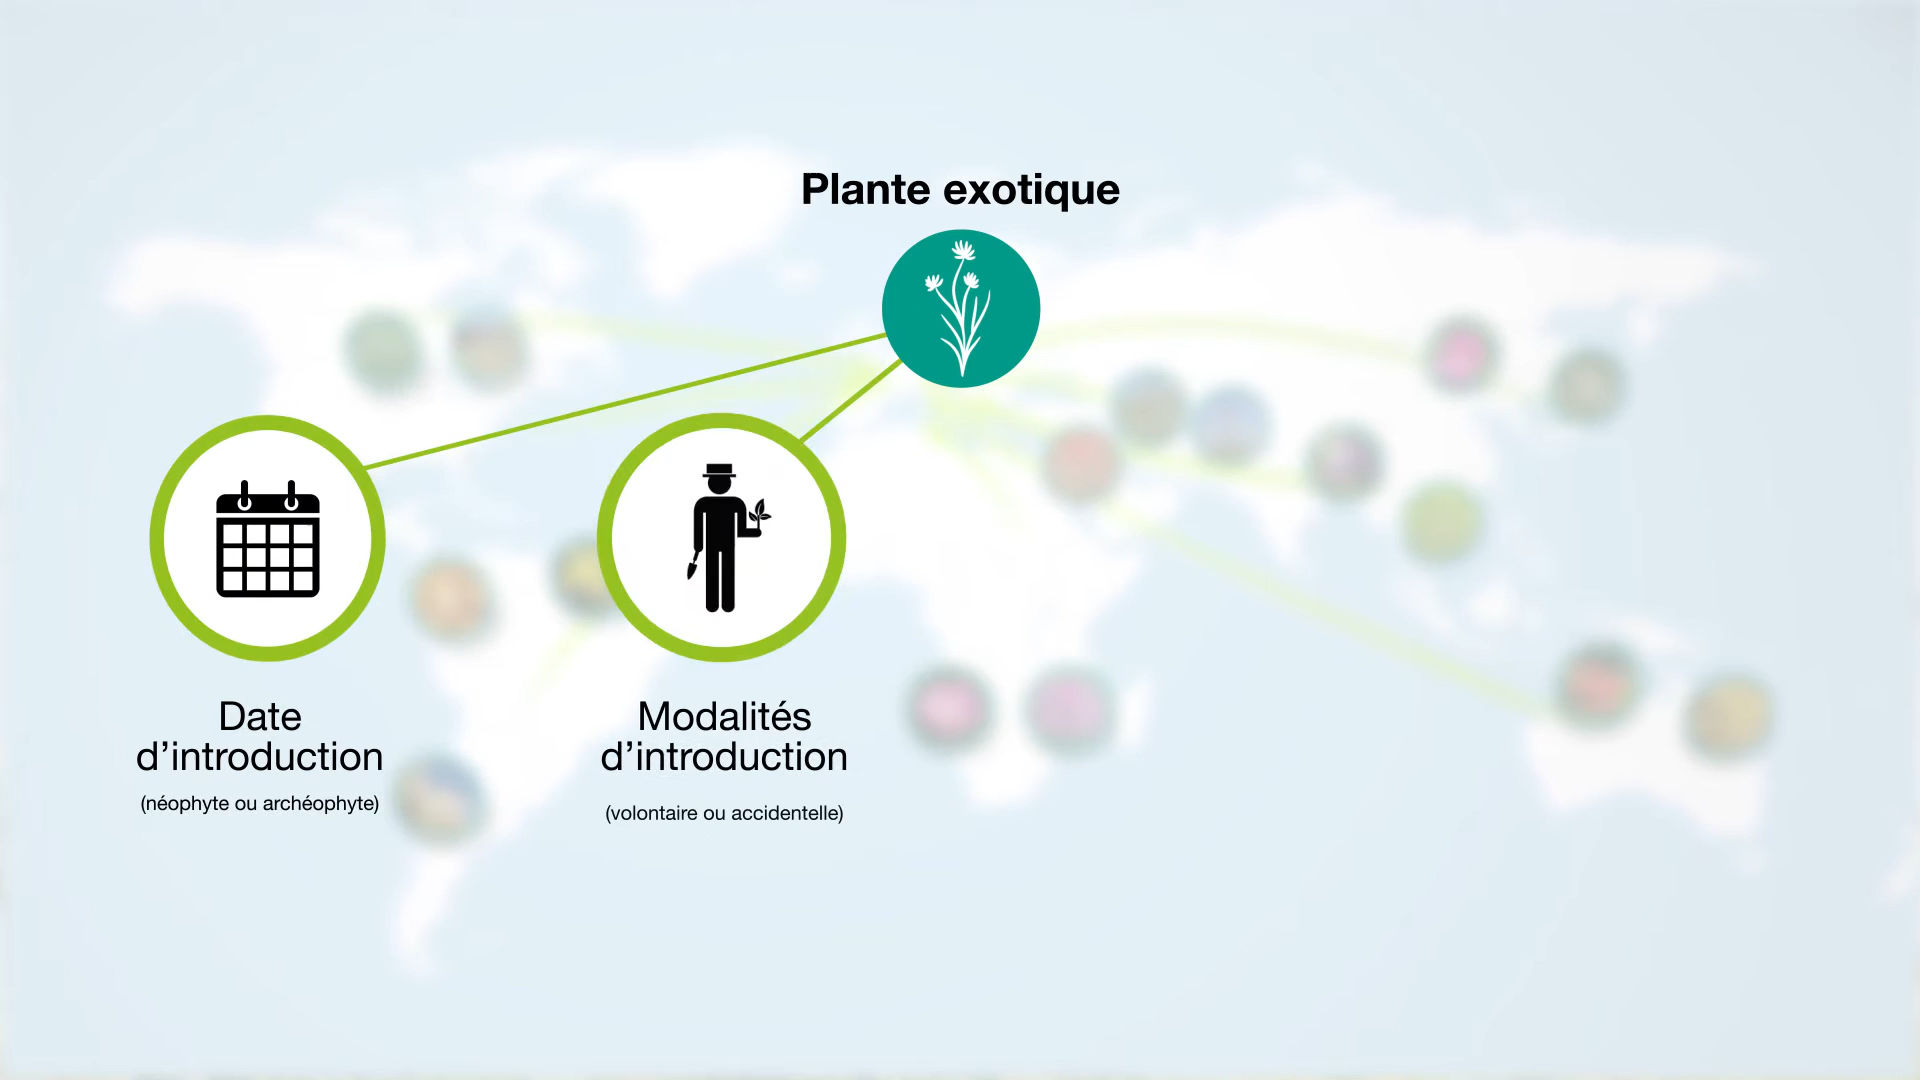 Plante exotique
Date
d’introduction
(néophyte ou archéophyte)
Modalités
d’introduction
(volontaire ou accidentelle)